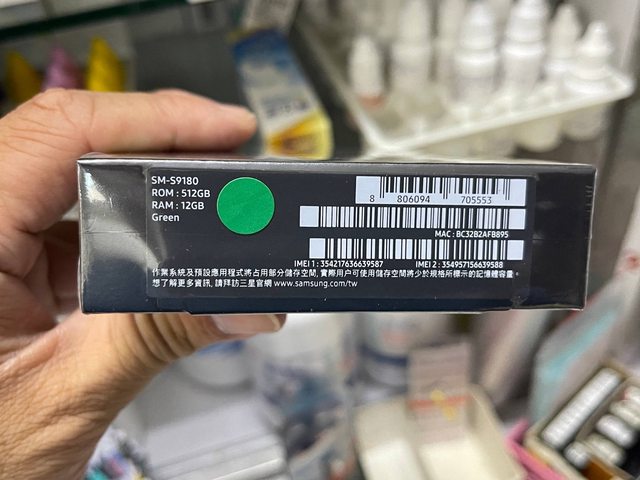 SM-S9180
ROM : 512GB
RAM : 12GB
Green
8 806094 705553
MAC : BC32B2AFB895
IMEI 1 : 354217636639587 IMEI 2 : 354957156639588
作業系統及預設應用程式將占用部分儲存空間, 實際用戶可使用儲存空間將少於規格所標示的記憶體容量。
想了解更多資訊, 請拜訪三星官網 www.samsung.com/tw